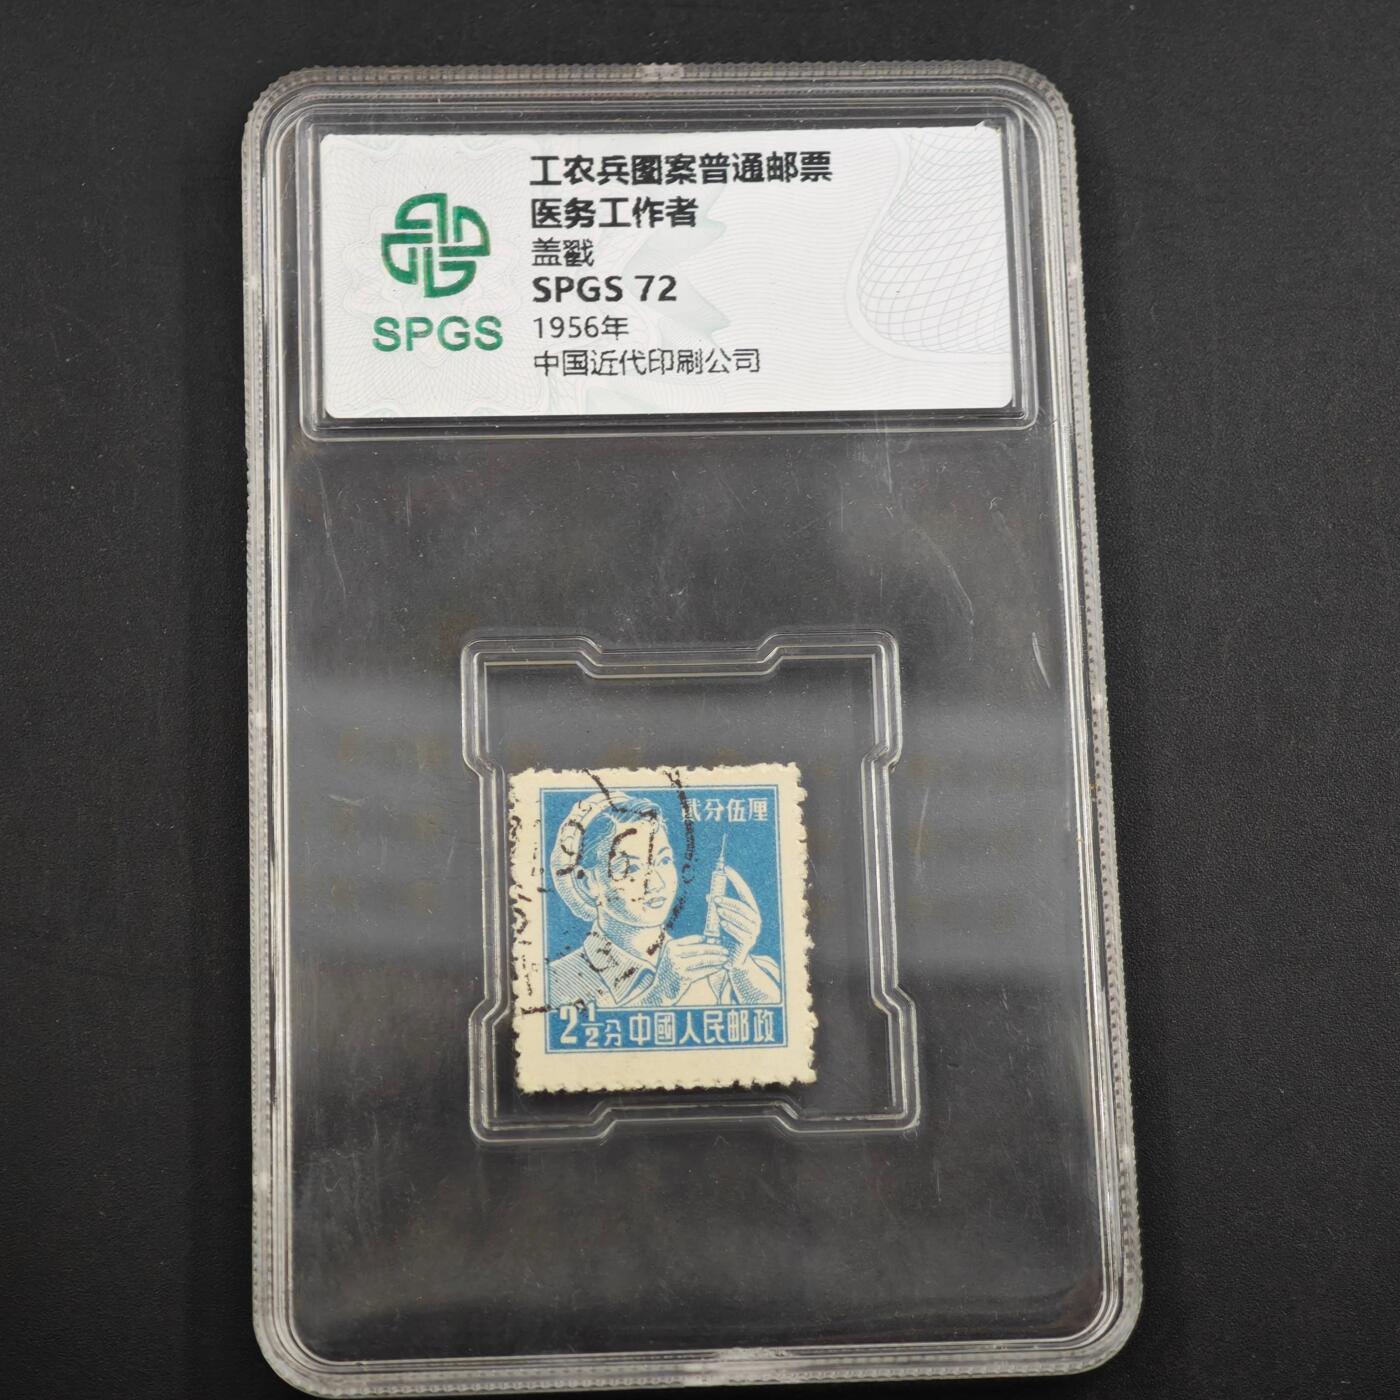 工农兵图案普通邮票
医务工作者
盖戳
SPGS 72
1956年
中国近代印刷公司
SPGS
贰分伍厘
2½分中國人民邮政